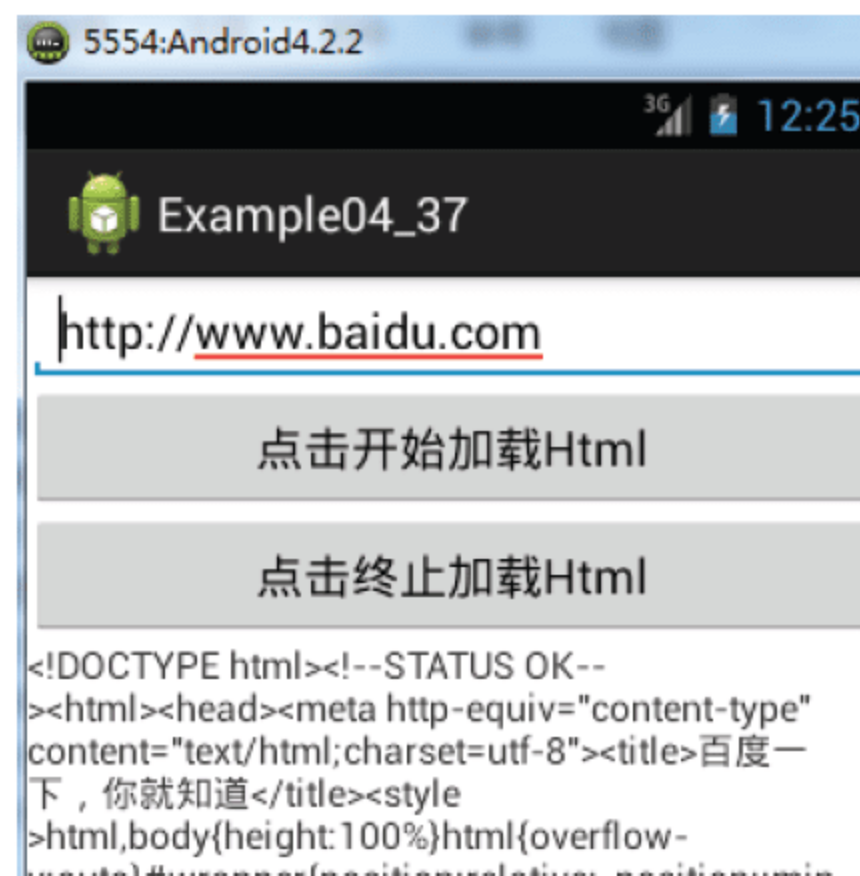 5554:Android4.2.2
3G 12:25
Example04_37
http://www.baidu.com
点击开始加载Html
点击终止加载Html
<!DOCTYPE html><!--STATUS OK--
><html><head><meta http-equiv="content-type"
content="text/html;charset=utf-8"><title>百度一
下，你就知道</title><style
>html,body{height:100%}html{overflow-